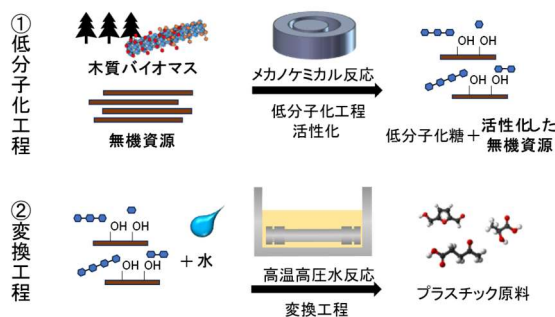 ①低分子化工程
木質バイオマス
無機資源
メカノケミカル反応
低分子化工程
活性化
OH OH
OH OH
低分子化糖＋活性化した
無機資源
②変換工程
OH OH
OH OH
＋水
高温高圧水反応
変換工程
プラスチック原料